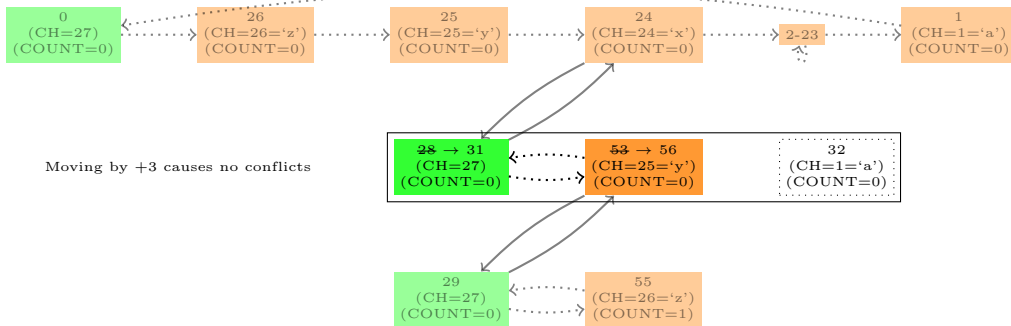 0
(CH=27)
(COUNT=0)
26
(CH=26=‘z’)
(COUNT=0)
25
(CH=25=‘y’)
(COUNT=0)
24
(CH=24=‘x’)
(COUNT=0)
2-23
1
(CH=1=‘a’)
(COUNT=0)
Moving by +3 causes no conflicts
28 → 31
(CH=27)
(COUNT=0)
53 → 56
(CH=25=‘y’)
(COUNT=0)
32
(CH=1=‘a’)
(COUNT=0)
29
(CH=27)
(COUNT=0)
55
(CH=26=‘z’)
(COUNT=1)